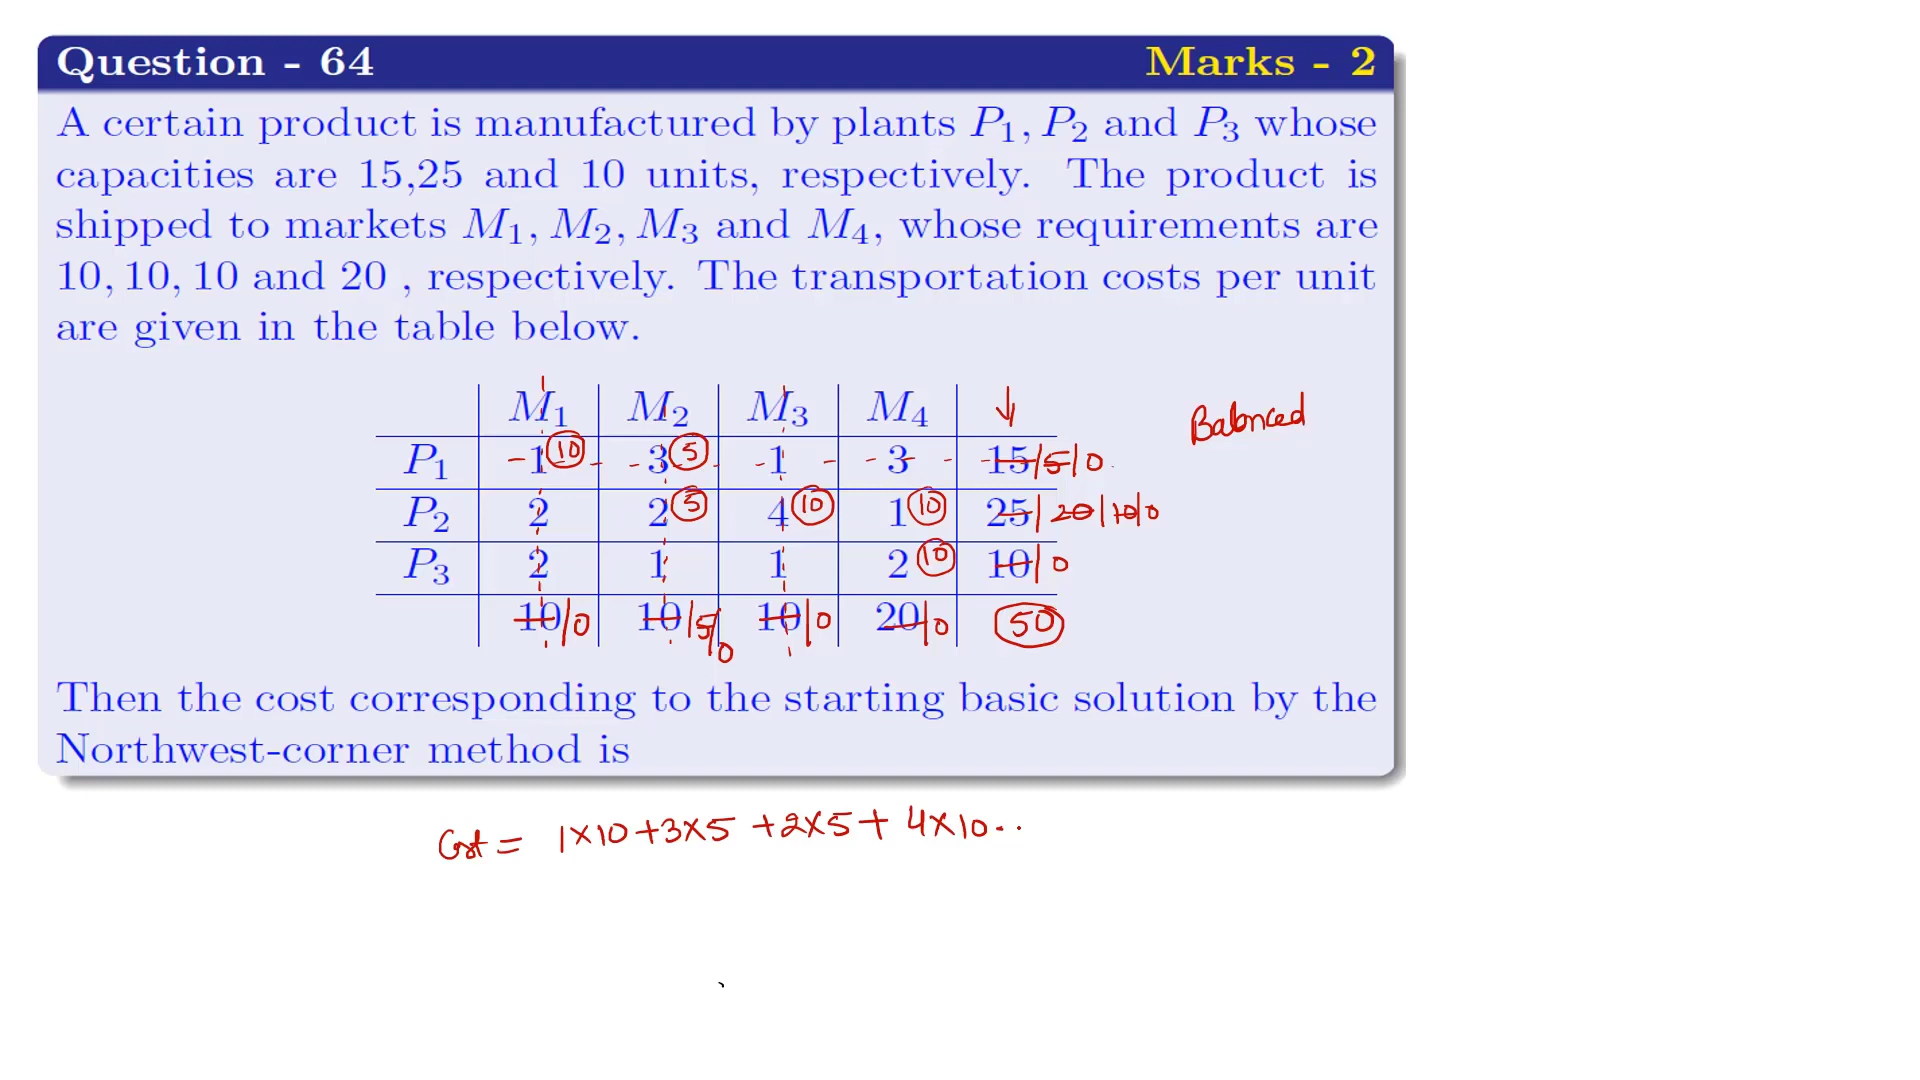 Question - 64 Marks - 2
A certain product is manufactured by plants P₁, P₂ and P₃ whose
capacities are 15,25 and 10 units, respectively. The product is
shipped to markets M₁, M₂, M₃ and M₄, whose requirements are
10, 10, 10 and 20 , respectively. The transportation costs per unit
are given in the table below.
M₁ M₂ M₃ M₄
Balanced
P₁ 1 10 3 5 1 3 15/5/0
P₂ 2 2 5 4 10 1 10 25/20/10/0
P₃ 2 1 1 2 10 10/0
10/0 10/5/0 10/0 20/0 50
Then the cost corresponding to the starting basic solution by the
Northwest-corner method is
Cost = 1×10+3×5 +2×5+ 4×10..